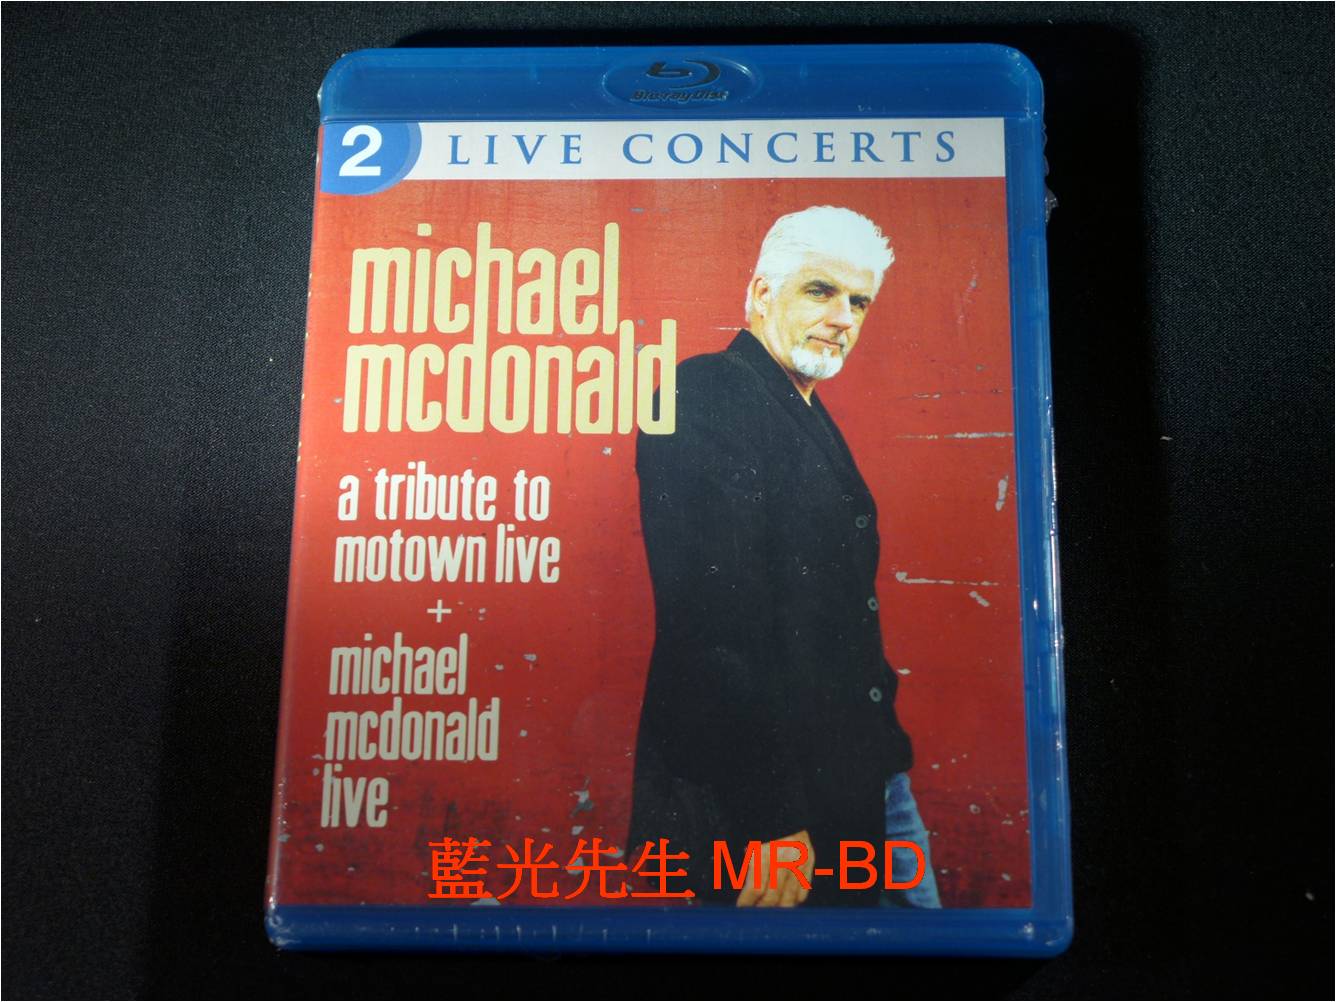 Blu-ray Disc
2 LIVE CONCERTS
michael
mcdonald
a tribute to
motown live
+
michael
mcdonald
live
藍光先生 MR-BD